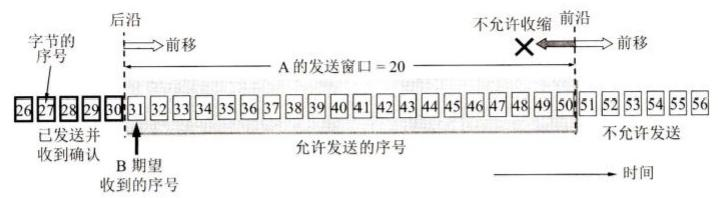 后沿
不允许收缩
前沿
字节的
序号
前移
前移
A 的发送窗口 = 20
26 27 28 29 30 31 32 33 34 35 36 37 38 39 40 41 42 43 44 45 46 47 48 49 50 51 52 53 54 55 56
已发送并
收到确认
允许发送的序号
不允许发送
B 期望
收到的序号
时间